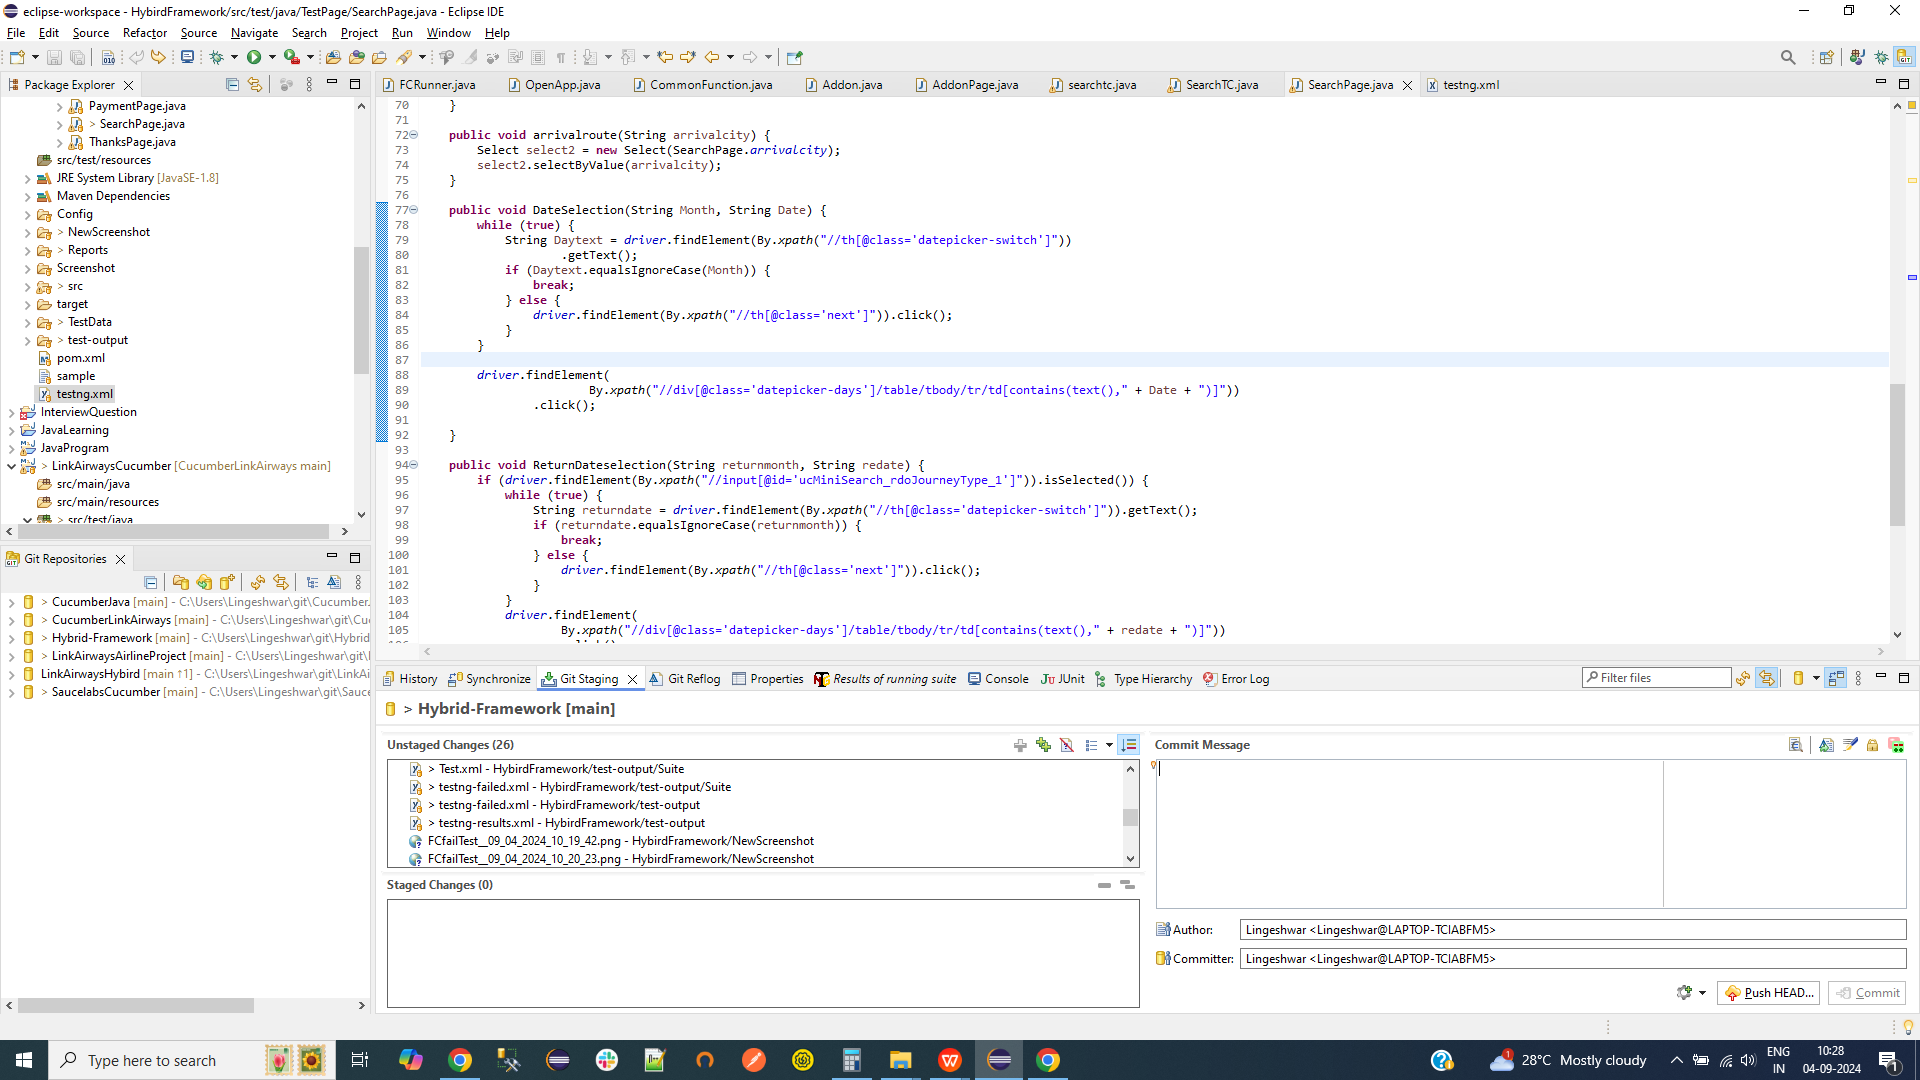 eclipse-workspace - HybirdFramework/src/test/java/TestPage/SearchPage.java - Eclipse IDE
File Edit Source Refactor Source Navigate Search Project Run Window Help
Package Explorer
FCRunner.java OpenApp.java CommonFunction.java Addon.java AddonPage.java searchtc.java SearchTC.java SearchPage.java testng.xml
PaymentPage.java
> SearchPage.java
ThanksPage.java
src/test/resources
JRE System Library [JavaSE-1.8]
Maven Dependencies
Config
> NewScreenshot
> Reports
Screenshot
> src
target
> TestData
> test-output
pom.xml
sample
testng.xml
InterviewQuestion
JavaLearning
JavaProgram
> LinkAirwaysCucumber [CucumberLinkAirways main]
src/main/java
src/main/resources
> src/test/java
70 }
71
72 public void arrivalroute(String arrivalcity) {
73 Select select2 = new Select(SearchPage.arrivalcity);
74 select2.selectByValue(arrivalcity);
75 }
76
77 public void DateSelection(String Month, String Date) {
78 while (true) {
79 String Daytext = driver.findElement(By.xpath("//th[@class='datepicker-switch']"))
80 .getText();
81 if (Daytext.equalsIgnoreCase(Month)) {
82 break;
83 } else {
84 driver.findElement(By.xpath("//th[@class='next']")).click();
85 }
86 }
87
88 driver.findElement(
89 By.xpath("//div[@class='datepicker-days']/table/tbody/tr/td[contains(text()," + Date + ")]"))
90 .click();
91
92 }
93
94 public void ReturnDateselection(String returnmonth, String redate) {
95 if (driver.findElement(By.xpath("//input[@id='ucMiniSearch_rdoJourneyType_1']")).isSelected()) {
96 while (true) {
97 String returndate = driver.findElement(By.xpath("//th[@class='datepicker-switch']")).getText();
98 if (returndate.equalsIgnoreCase(returnmonth)) {
99 break;
100 } else {
101 driver.findElement(By.xpath("//th[@class='next']")).click();
102 }
103 }
104 driver.findElement(
105 By.xpath("//div[@class='datepicker-days']/table/tbody/tr/td[contains(text()," + redate + ")]"))
Git Repositories
> CucumberJava [main] - C:\Users\Lingeshwar\git\Cucumber
> CucumberLinkAirways [main] - C:\Users\Lingeshwar\git\Cu
> Hybrid-Framework [main] - C:\Users\Lingeshwar\git\Hybrid
> LinkAirwaysAirlineProject [main] - C:\Users\Lingeshwar\git\
LinkAirwaysHybird [main ↑1] - C:\Users\Lingeshwar\git\LinkAi
> SaucelabsCucumber [main] - C:\Users\Lingeshwar\git\Sauce
History Synchronize Git Staging Git Reflog Properties Results of running suite Console JUnit Type Hierarchy Error Log Filter files
> Hybrid-Framework [main]
Unstaged Changes (26)
> Test.xml - HybirdFramework/test-output/Suite
> testng-failed.xml - HybirdFramework/test-output/Suite
> testng-failed.xml - HybirdFramework/test-output
> testng-results.xml - HybirdFramework/test-output
FCfailTest__09_04_2024_10_19_42.png - HybirdFramework/NewScreenshot
FCfailTest__09_04_2024_10_20_23.png - HybirdFramework/NewScreenshot
Staged Changes (0)
Commit Message
Author: Lingeshwar <Lingeshwar@LAPTOP-TCIABFM5>
Committer: Lingeshwar <Lingeshwar@LAPTOP-TCIABFM5>
Push HEAD... Commit
Type here to search
28°C Mostly cloudy
ENG
IN
10:28
04-09-2024